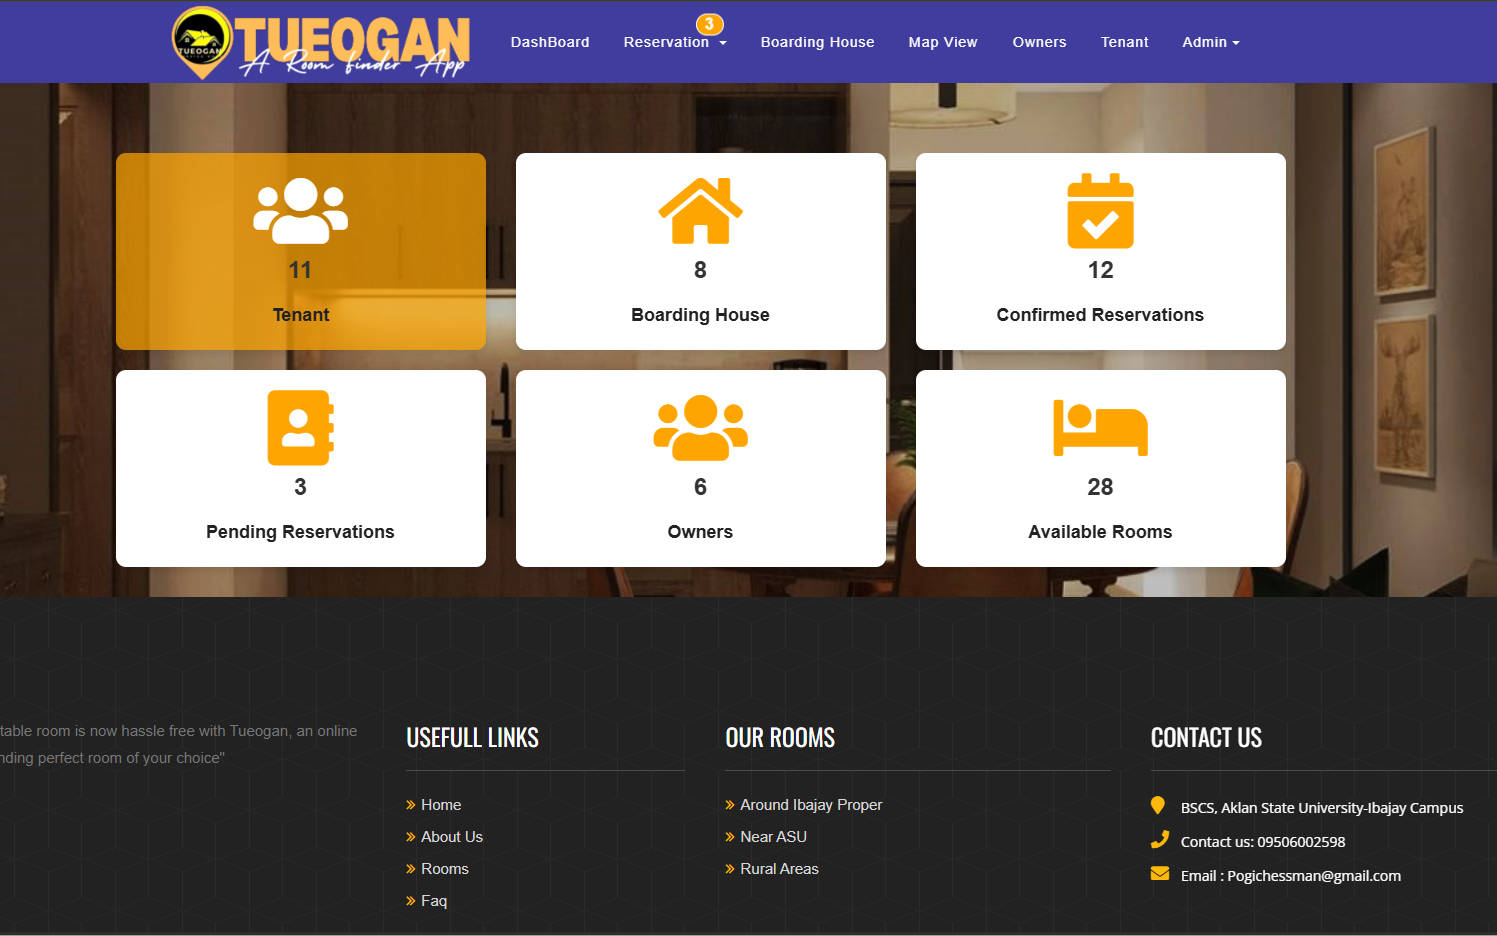 TUEOGAN
TUEOGAN
A Room finder App
DashBoard
Reservation
3
Boarding House
Map View
Owners
Tenant
Admin
11
Tenant
8
Boarding House
12
Confirmed Reservations
3
Pending Reservations
6
Owners
28
Available Rooms
table room is now hassle free with Tueogan, an online
nding perfect room of your choice"
USEFULL LINKS
Home
About Us
Rooms
Faq
OUR ROOMS
Around Ibajay Proper
Near ASU
Rural Areas
CONTACT US
BSCS, Aklan State University-Ibajay Campus
Contact us: 09506002598
Email : Pogichessman@gmail.com